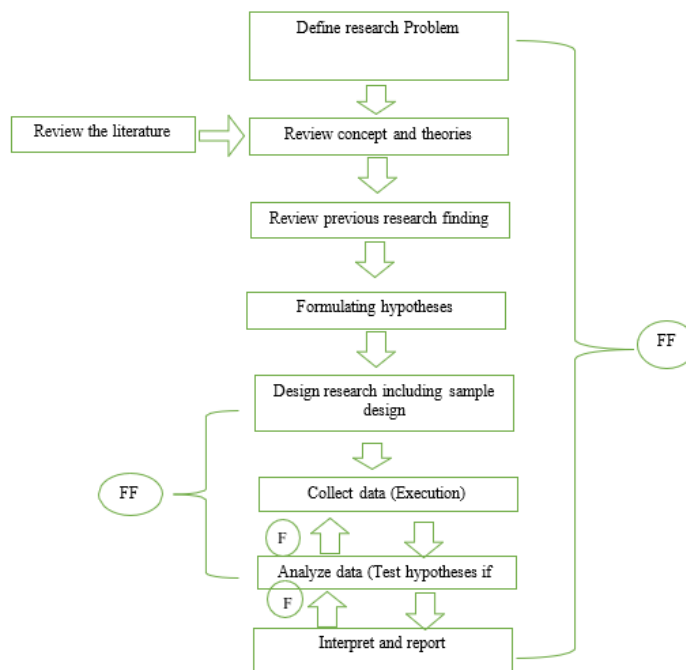 Define research Problem
Review the literature
Review concept and theories
Review previous research finding
Formulating hypotheses
FF
Design research including sample
design
FF
Collect data (Execution)
F
Analyze data (Test hypotheses if
F
Interpret and report